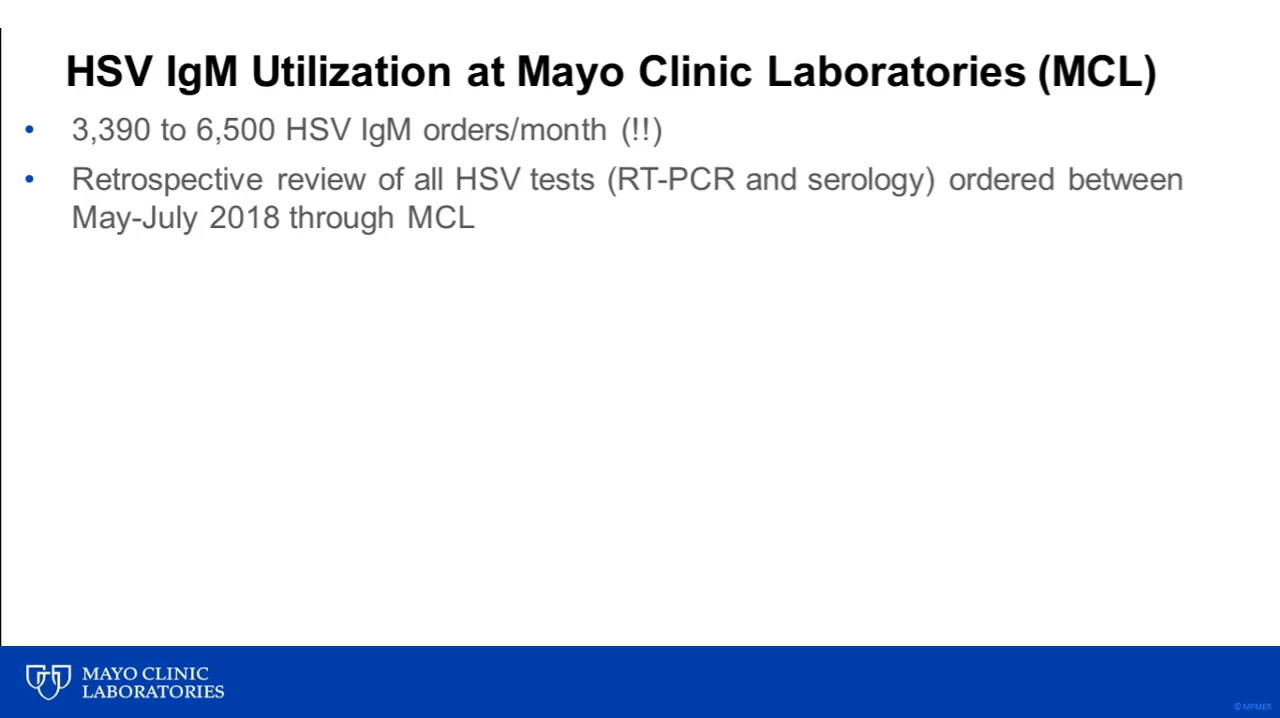 HSV IgM Utilization at Mayo Clinic Laboratories (MCL)
• 3,390 to 6,500 HSV IgM orders/month (!!)
• Retrospective review of all HSV tests (RT-PCR and serology) ordered between
May-July 2018 through MCL
MAYO CLINIC
LABORATORIES
© MFMER